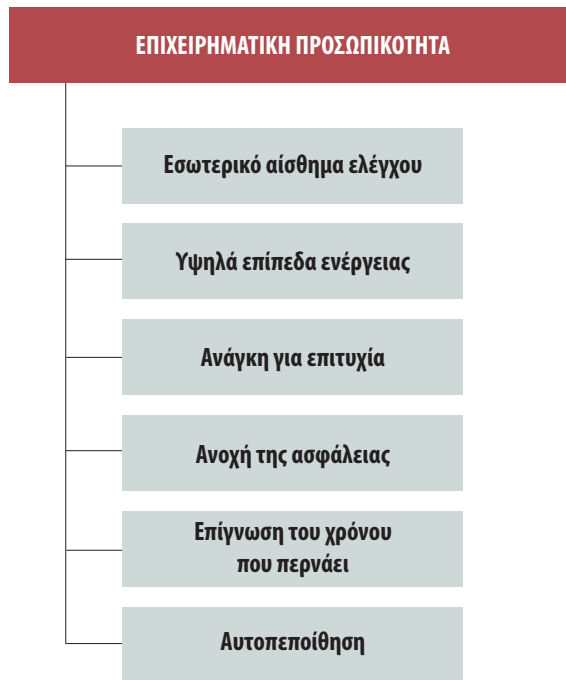 ΕΠΙΧΕΙΡΗΜΑΤΙΚΗ ΠΡΟΣΩΠΙΚΟΤΗΤΑ
Εσωτερικό αίσθημα ελέγχου
Υψηλά επίπεδα ενέργειας
Ανάγκη για επιτυχία
Ανοχή της ασφάλειας
Επίγνωση του χρόνου
που περνάει
Αυτοπεποίθηση